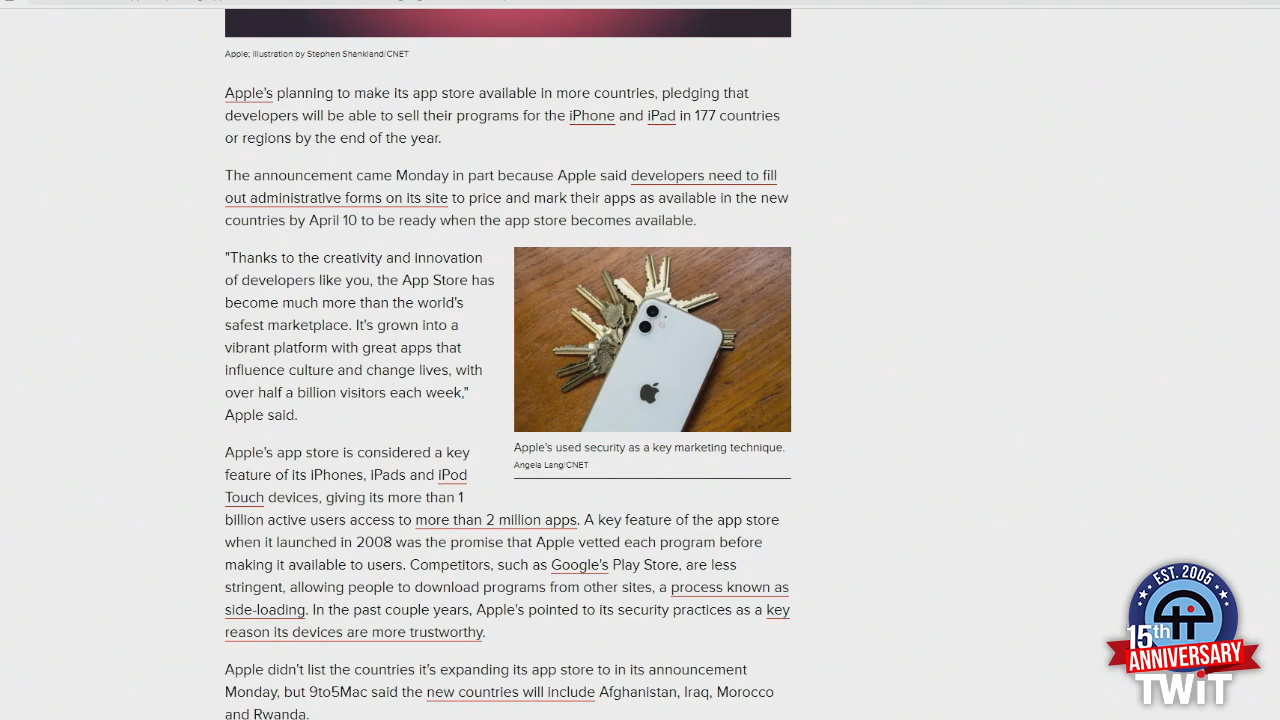 Apple; Illustration by Stephen Shankland/CNET
Apple's planning to make its app store available in more countries, pledging that
developers will be able to sell their programs for the iPhone and iPad in 177 countries
or regions by the end of the year.
The announcement came Monday in part because Apple said developers need to fill
out administrative forms on its site to price and mark their apps as available in the new
countries by April 10 to be ready when the app store becomes available.
"Thanks to the creativity and innovation
of developers like you, the App Store has
become much more than the world's
safest marketplace. It's grown into a
vibrant platform with great apps that
influence culture and change lives, with
over half a billion visitors each week,"
Apple said.
Apple's used security as a key marketing technique.
Angela Lang/CNET
Apple's app store is considered a key
feature of its iPhones, iPads and iPod
Touch devices, giving its more than 1
billion active users access to more than 2 million apps. A key feature of the app store
when it launched in 2008 was the promise that Apple vetted each program before
making it available to users. Competitors, such as Google's Play Store, are less
stringent, allowing people to download programs from other sites, a process known as
side-loading. In the past couple years, Apple's pointed to its security practices as a key
reason its devices are more trustworthy.
Apple didn't list the countries it's expanding its app store to in its announcement
Monday, but 9to5Mac said the new countries will include Afghanistan, Iraq, Morocco
and Rwanda.
EST. 2005
15th
ANNIVERSARY
TWiT